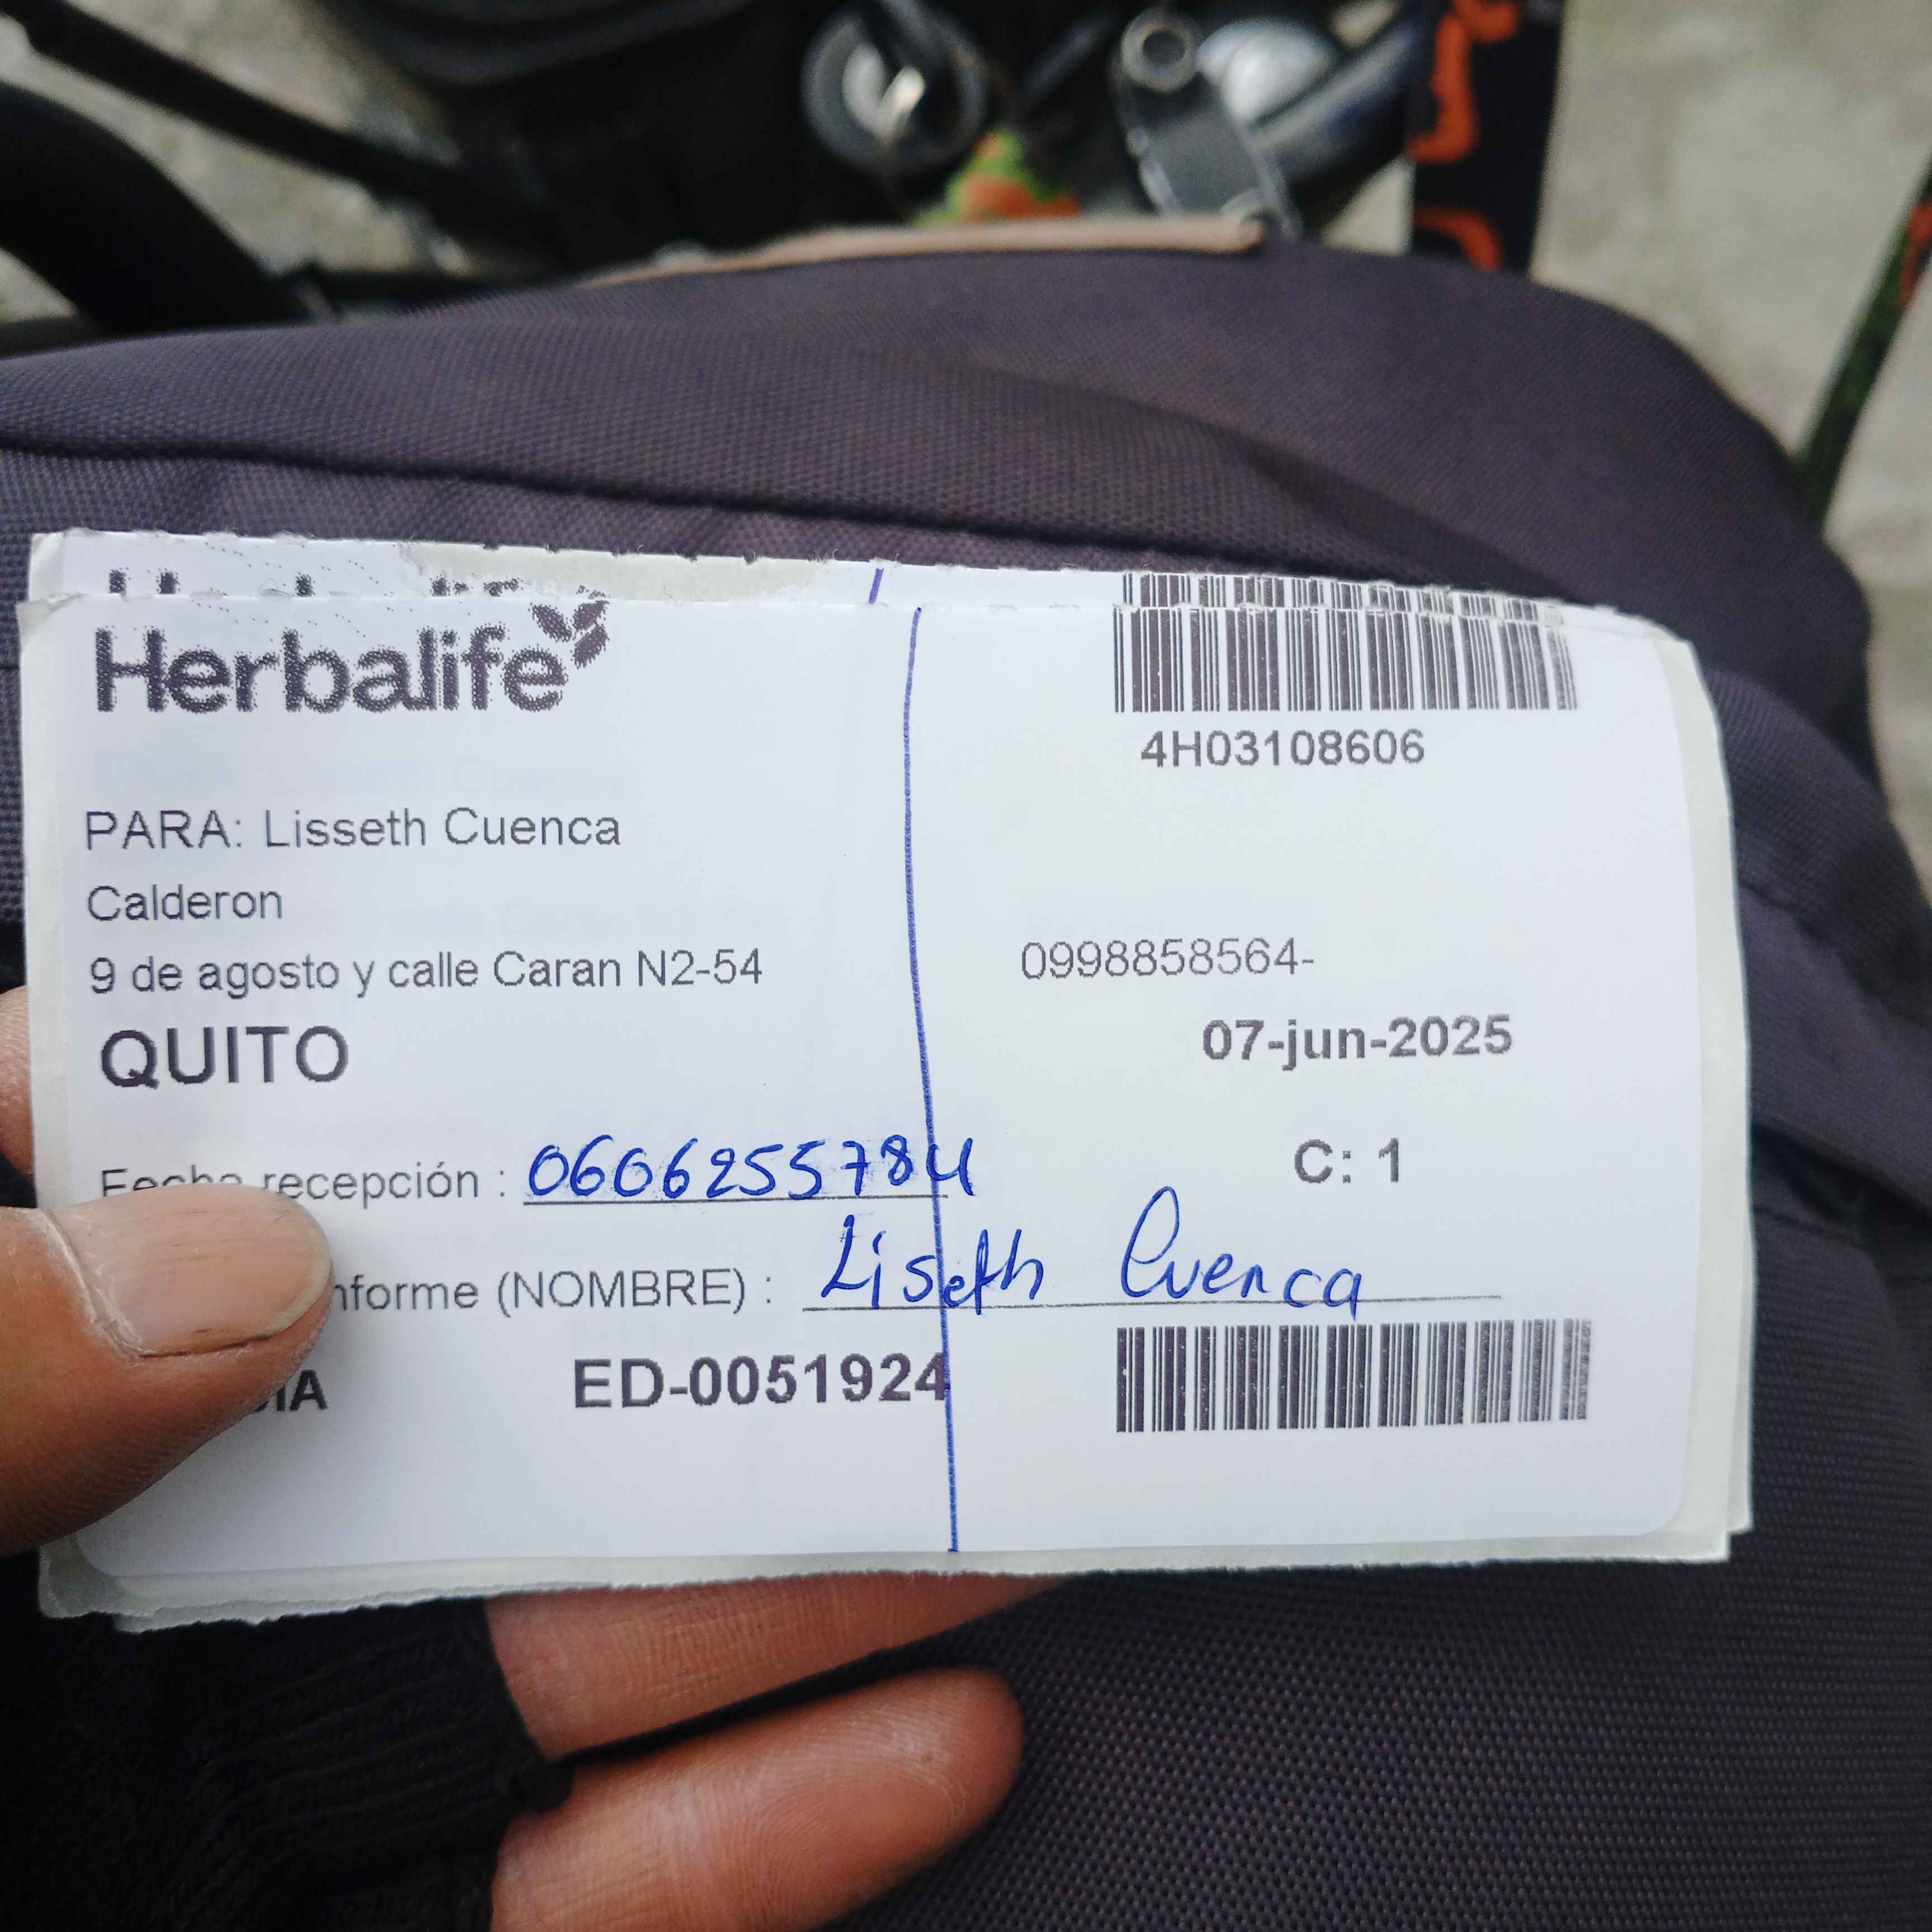 Herbalife
4H03108606
PARA: Lisseth Cuenca
Calderon
9 de agosto y calle Caran N2-54
0998858564-
QUITO
07-jun-2025
recepción : 0606255784
C: 1
(NOMBRE) : Liseth Cuenca
ED-0051924